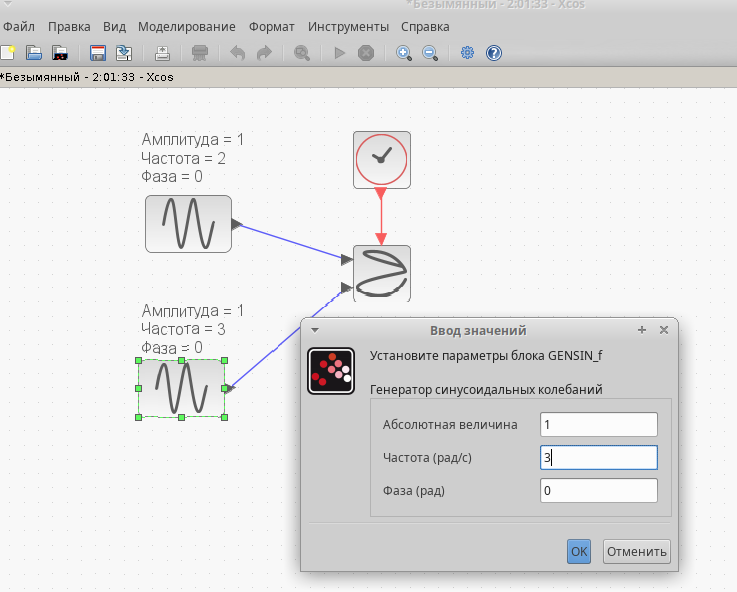 *Безымянный - 2:01:33 - Xcos
Файл Правка Вид Моделирование Формат Инструменты Справка
*Безымянный - 2:01:33 - Xcos
Амплитуда = 1
Частота = 2
Фаза = 0
Амплитуда = 1
Частота = 3
Фаза = 0
Ввод значений
Установите параметры блока GENSIN_f
Генератор синусоидальных колебаний
Абсолютная величина 1
Частота (рад/с) 3
Фаза (рад) 0
OK Отменить